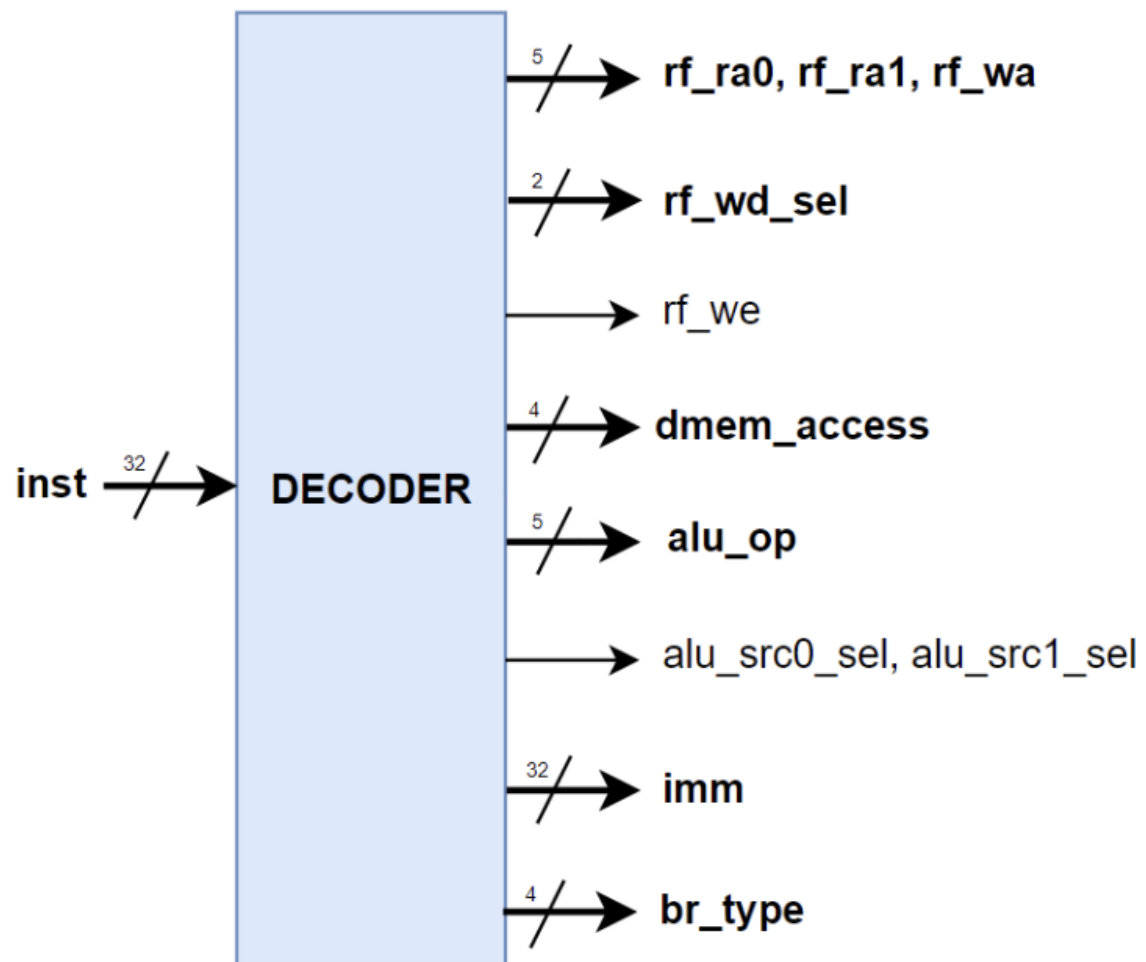 5
rf_ra0, rf_ra1, rf_wa
2
rf_wd_sel
rf_we
4
dmem_access
32
inst
DECODER
5
alu_op
alu_src0_sel, alu_src1_sel
32
imm
4
br_type